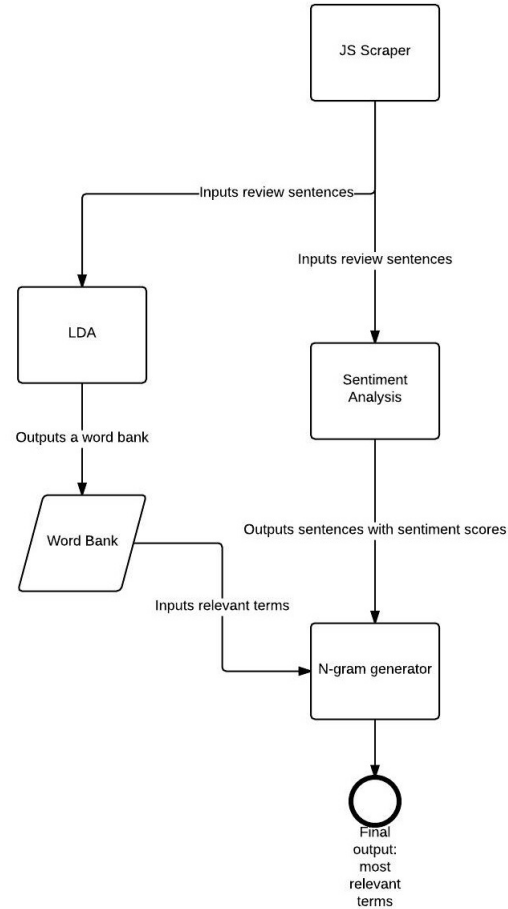 JS Scraper
Inputs review sentences
Inputs review sentences
LDA
Sentiment
Analysis
Outputs a word bank
Outputs sentences with sentiment scores
Word Bank
Inputs relevant terms
N-gram generator
Final
output:
most
relevant
terms